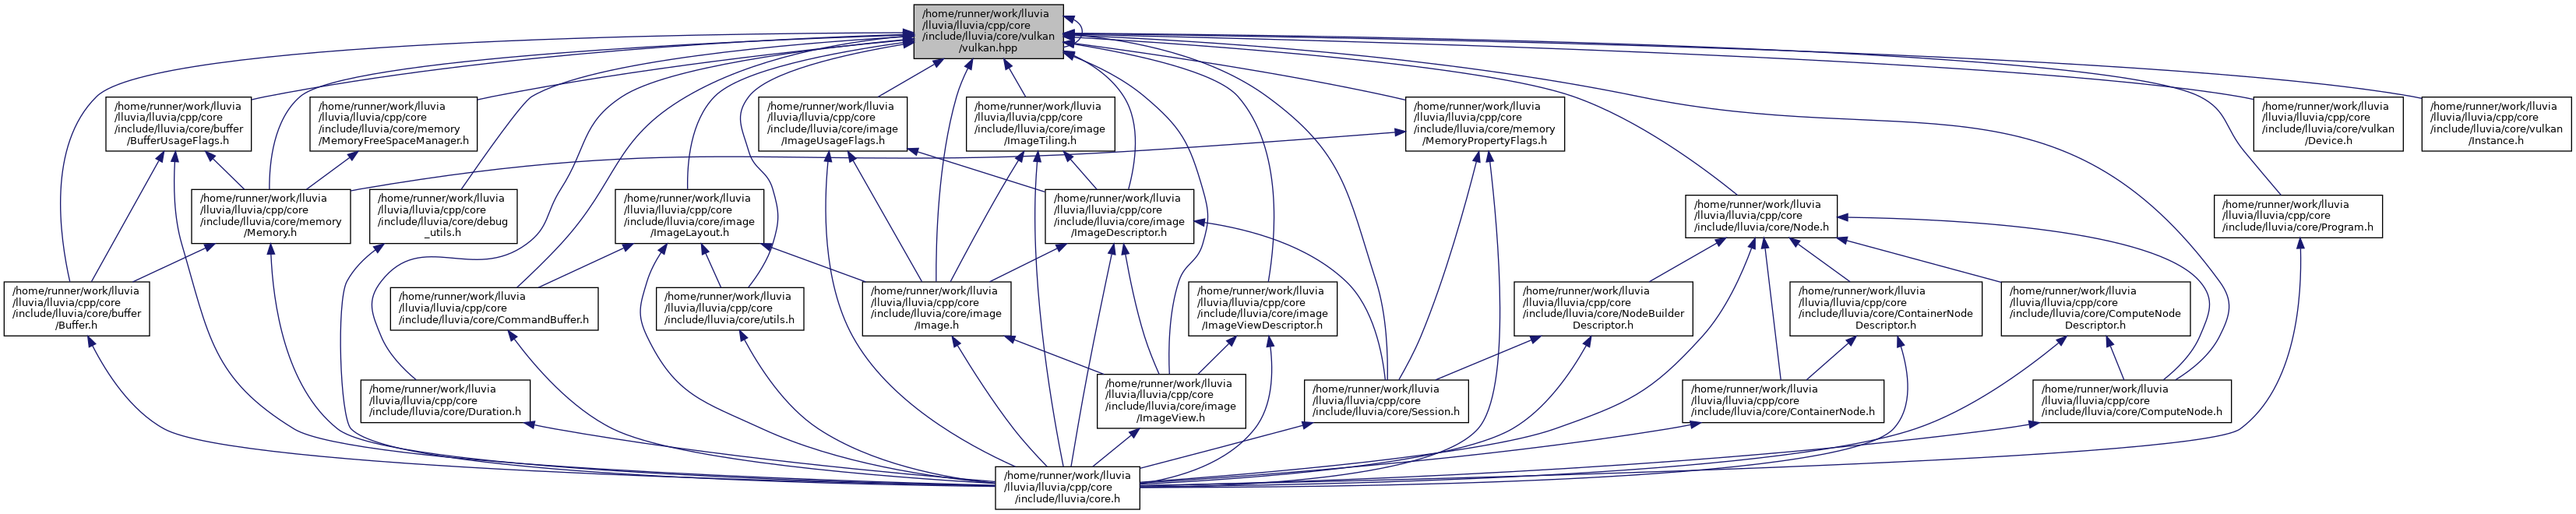 /home/runner/work/lluvia
/lluvia/lluvia/cpp/core
/include/lluvia/core/vulkan
/vulkan.hpp
/home/runner/work/lluvia
/lluvia/lluvia/cpp/core
/include/lluvia/core/buffer
/BufferUsageFlags.h
/home/runner/work/lluvia
/lluvia/lluvia/cpp/core
/include/lluvia/core/memory
/MemoryFreeSpaceManager.h
/home/runner/work/lluvia
/lluvia/lluvia/cpp/core
/include/lluvia/core/image
/ImageUsageFlags.h
/home/runner/work/lluvia
/lluvia/lluvia/cpp/core
/include/lluvia/core/image
/ImageTiling.h
/home/runner/work/lluvia
/lluvia/lluvia/cpp/core
/include/lluvia/core/memory
/MemoryPropertyFlags.h
/home/runner/work/lluvia
/lluvia/lluvia/cpp/core
/include/lluvia/core/vulkan
/Device.h
/home/runner/work/lluvia
/lluvia/lluvia/cpp/core
/include/lluvia/core/vulkan
/Instance.h
/home/runner/work/lluvia
/lluvia/lluvia/cpp/core
/include/lluvia/core/memory
/Memory.h
/home/runner/work/lluvia
/lluvia/lluvia/cpp/core
/include/lluvia/core/debug
_utils.h
/home/runner/work/lluvia
/lluvia/lluvia/cpp/core
/include/lluvia/core/image
/ImageLayout.h
/home/runner/work/lluvia
/lluvia/lluvia/cpp/core
/include/lluvia/core/image
/ImageDescriptor.h
/home/runner/work/lluvia
/lluvia/lluvia/cpp/core
/include/lluvia/core/Node.h
/home/runner/work/lluvia
/lluvia/lluvia/cpp/core
/include/lluvia/core/Program.h
/home/runner/work/lluvia
/lluvia/lluvia/cpp/core
/include/lluvia/core/buffer
/Buffer.h
/home/runner/work/lluvia
/lluvia/lluvia/cpp/core
/include/lluvia/core/CommandBuffer.h
/home/runner/work/lluvia
/lluvia/lluvia/cpp/core
/include/lluvia/core/utils.h
/home/runner/work/lluvia
/lluvia/lluvia/cpp/core
/include/lluvia/core/image
/Image.h
/home/runner/work/lluvia
/lluvia/lluvia/cpp/core
/include/lluvia/core/image
/ImageViewDescriptor.h
/home/runner/work/lluvia
/lluvia/lluvia/cpp/core
/include/lluvia/core/NodeBuilder
Descriptor.h
/home/runner/work/lluvia
/lluvia/lluvia/cpp/core
/include/lluvia/core/ContainerNode
Descriptor.h
/home/runner/work/lluvia
/lluvia/lluvia/cpp/core
/include/lluvia/core/ComputeNode
Descriptor.h
/home/runner/work/lluvia
/lluvia/lluvia/cpp/core
/include/lluvia/core/Duration.h
/home/runner/work/lluvia
/lluvia/lluvia/cpp/core
/include/lluvia/core/image
/ImageView.h
/home/runner/work/lluvia
/lluvia/lluvia/cpp/core
/include/lluvia/core/Session.h
/home/runner/work/lluvia
/lluvia/lluvia/cpp/core
/include/lluvia/core/ContainerNode.h
/home/runner/work/lluvia
/lluvia/lluvia/cpp/core
/include/lluvia/core/ComputeNode.h
/home/runner/work/lluvia
/lluvia/lluvia/cpp/core
/include/lluvia/core.h